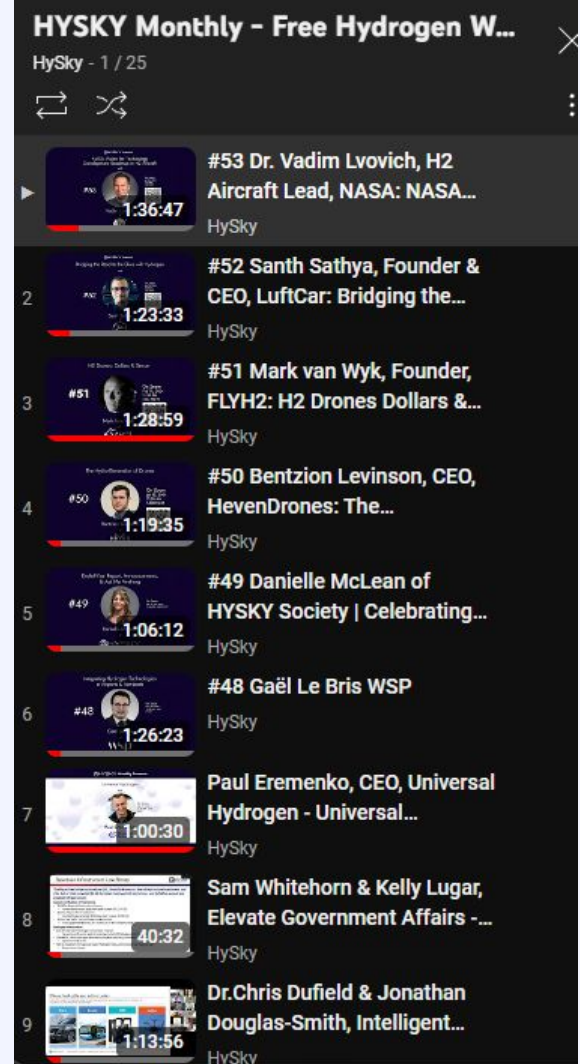 HYSKY Monthly – Free Hydrogen W...
HySky - 1 / 25
#53 Dr. Vadim Lvovich, H2
Aircraft Lead, NASA: NASA...
1:36:47
HySky
2
#52 Santh Sathya, Founder &
CEO, LuftCar: Bridging the...
1:23:33
HySky
3
#51
#51 Mark van Wyk, Founder,
FLYH2: H2 Drones Dollars &...
1:28:59
HySky
4
#50
#50 Bentzion Levinson, CEO,
HevenDrones: The...
1:19:35
HySky
5
#49
#49 Danielle McLean of
HYSKY Society | Celebrating...
1:06:12
HySky
6
#48
WSP
#48 Gaël Le Bris WSP
1:26:23
HySky
7
Paul Eremenko, CEO, Universal
Hydrogen - Universal...
1:00:30
HySky
8
Sam Whitehorn & Kelly Lugar,
Elevate Government Affairs -...
40:32
HySky
9
Dr.Chris Dufield & Jonathan
Douglas-Smith, Intelligent...
1:13:56
HySky